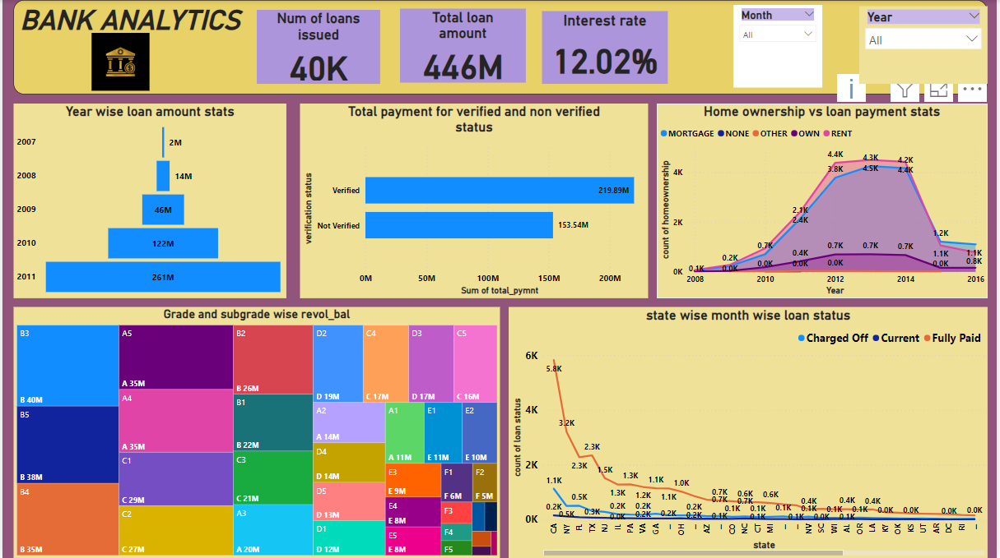 BANK ANALYTICS
Num of loans
issued
40K
Total loan
amount
446M
Interest rate
12.02%
Month
All
Year
All
Year wise loan amount stats
2007
2M
2008
14M
2009
46M
2010
122M
2011
261M
Total payment for verified and non verified
status
verification status
Verified
219.89M
Not Verified
153.54M
0M
50M
100M
150M
200M
Sum of total_pymnt
Home ownership vs loan payment stats
MORTGAGE NONE OTHER OWN RENT
count of homeownership
4K
2K
0K
4.4K
4.3K
4.2K
3.8K
4.5K
4.4K
2.1K
2.4K
1.2K
0.7K
0.7K
0.7K
0.7K
1.1K
1.1K
0.4K
0.2K
0.8K
0.1K
0.0K
0.0K
0.0K
0.0K
0.0K
2008
2010
2012
2014
2016
Year
Grade and subgrade wise revol_bal
B3
B 40M
B5
B 38M
B4
B 35M
A5
A 35M
A4
A 35M
C1
C 29M
C2
C 27M
B2
B 26M
B1
B 22M
C3
C 21M
A3
A 20M
D2
D 19M
C4
C 17M
D3
D 17M
C5
C 16M
A2
A 14M
D4
D 14M
D5
D 13M
D1
D 12M
A1
A 11M
E1
E 11M
E2
E 10M
E3
E 9M
E4
E 8M
E5
E 8M
F1
F 6M
F2
F 5M
F3
F4
F5
state wise month wise loan status
Charged Off Current Fully Paid
count of loan status
6K
4K
2K
0K
5.8K
3.2K
2.3K
2.3K
1.5K
1.3K
1.3K
1.2K
1.1K
1.1K
1.0K
0.7K
0.7K
0.6K
0.7K
0.6K
0.4K
0.4K
0.4K
1.1K
0.5K
0.2K
0.5K
0.3K
0.2K
0.0K
0.2K
0.2K
0.2K
0.2K
0.2K
0.1K
0.1K
0.1K
0.1K
0.1K
0.1K
0.1K
0.0K
0.1K
0.1K
0.0K
0.0K
0.0K
0.0K
CA
NY
FL
TX
NJ
IL
PA
VA
GA
OH
AZ
CO
NC
CT
MI
NV
SC
WI
AL
OR
LA
KY
OK
KS
UT
AR
DC
RI
state